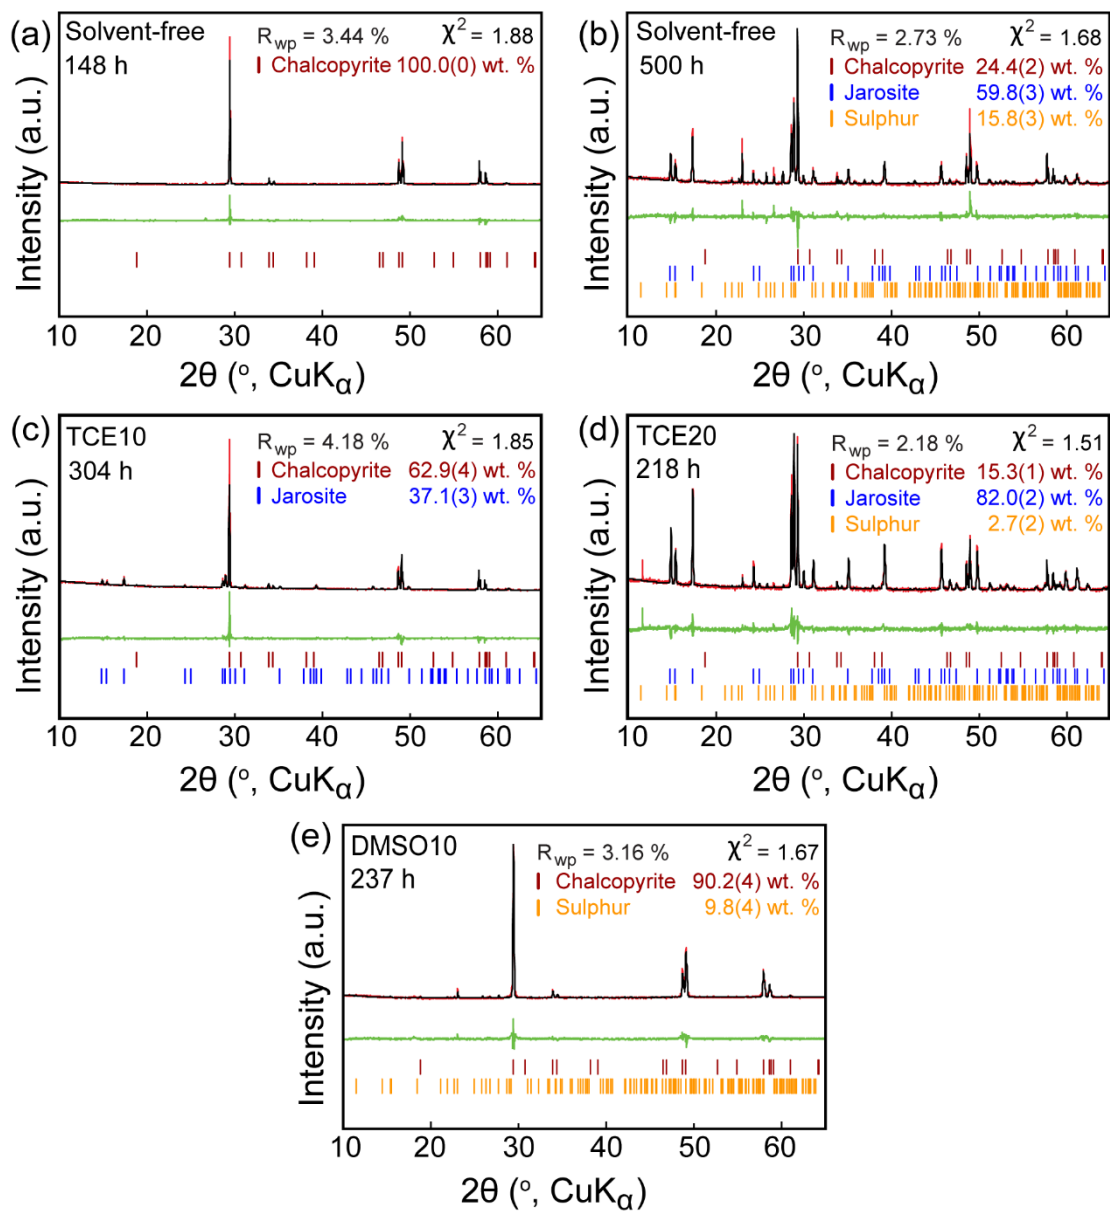 (a) Solvent-free
148 h
R_wp = 3.44 % χ² = 1.88
Chalcopyrite 100.0(0) wt. %
Intensity (a.u.)
10 20 30 40 50 60
2θ (°, CuKα)
(b) Solvent-free
500 h
R_wp = 2.73 % χ² = 1.68
Chalcopyrite 24.4(2) wt. %
Jarosite 59.8(3) wt. %
Sulphur 15.8(3) wt. %
Intensity (a.u.)
10 20 30 40 50 60
2θ (°, CuKα)
(c) TCE10
304 h
R_wp = 4.18 % χ² = 1.85
Chalcopyrite 62.9(4) wt. %
Jarosite 37.1(3) wt. %
Intensity (a.u.)
10 20 30 40 50 60
2θ (°, CuKα)
(d) TCE20
218 h
R_wp = 2.18 % χ² = 1.51
Chalcopyrite 15.3(1) wt. %
Jarosite 82.0(2) wt. %
Sulphur 2.7(2) wt. %
Intensity (a.u.)
10 20 30 40 50 60
2θ (°, CuKα)
(e) DMSO10
237 h
R_wp = 3.16 % χ² = 1.67
Chalcopyrite 90.2(4) wt. %
Sulphur 9.8(4) wt. %
Intensity (a.u.)
10 20 30 40 50 60
2θ (°, CuKα)